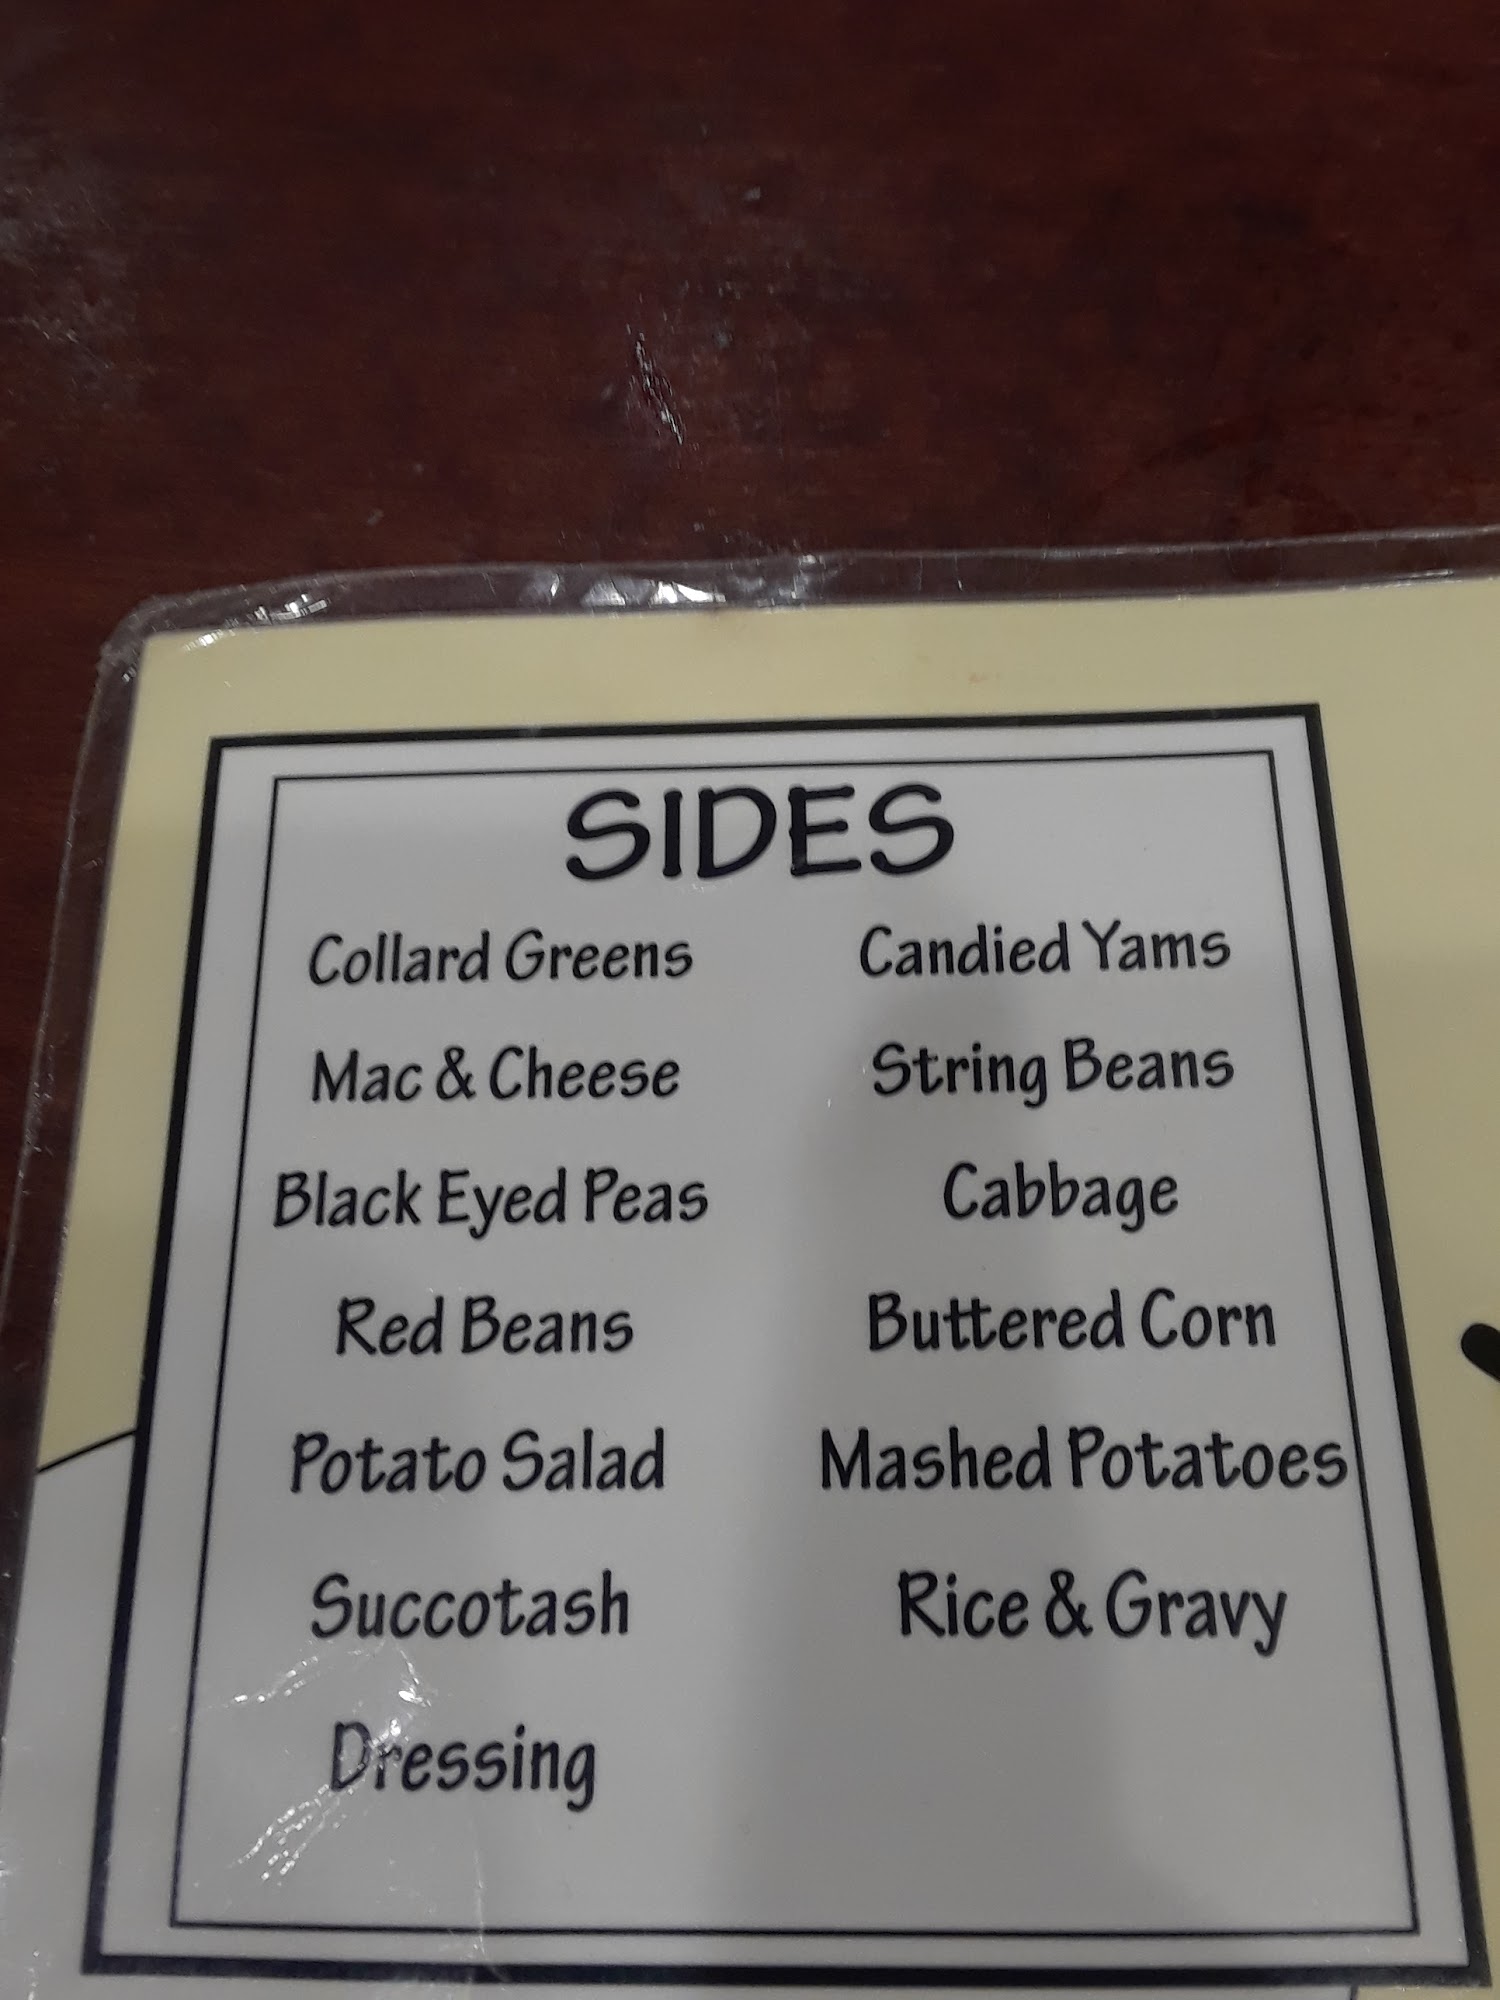 SIDES
Collard Greens
Mac & Cheese
Black Eyed Peas
Red Beans
Potato Salad
Succotash
Dressing
Candied Yams
String Beans
Cabbage
Buttered Corn
Mashed Potatoes
Rice & Gravy